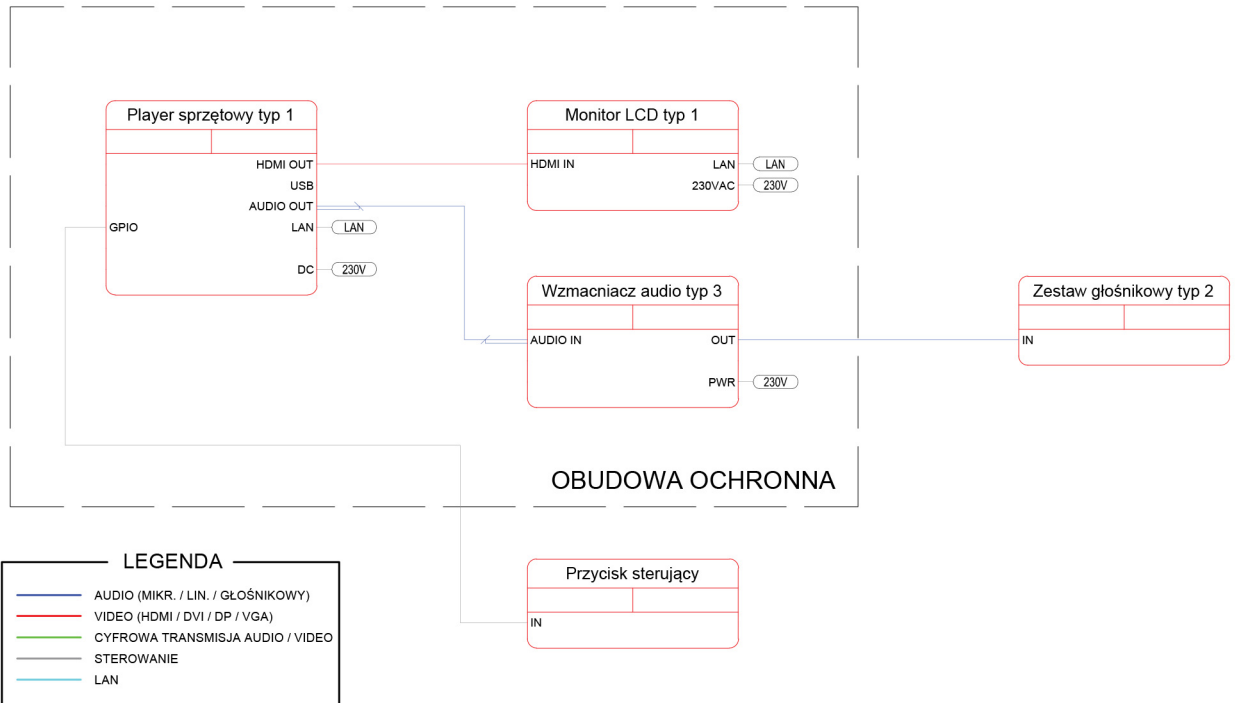 Player sprzętowy typ 1
HDMI OUT
USB
AUDIO OUT
GPIO
LAN
LAN
DC
230V
Monitor LCD typ 1
HDMI IN
LAN
LAN
230VAC
230V
Wzmacniacz audio typ 3
AUDIO IN
OUT
PWR
230V
Zestaw głośnikowy typ 2
IN
OBUDOWA OCHRONNA
Przycisk sterujący
IN
LEGENDA
AUDIO (MIKR. / LIN. / GŁOŚNIKOWY)
VIDEO (HDMI / DVI / DP / VGA)
CYFROWA TRANSMISJA AUDIO / VIDEO
STEROWANIE
LAN